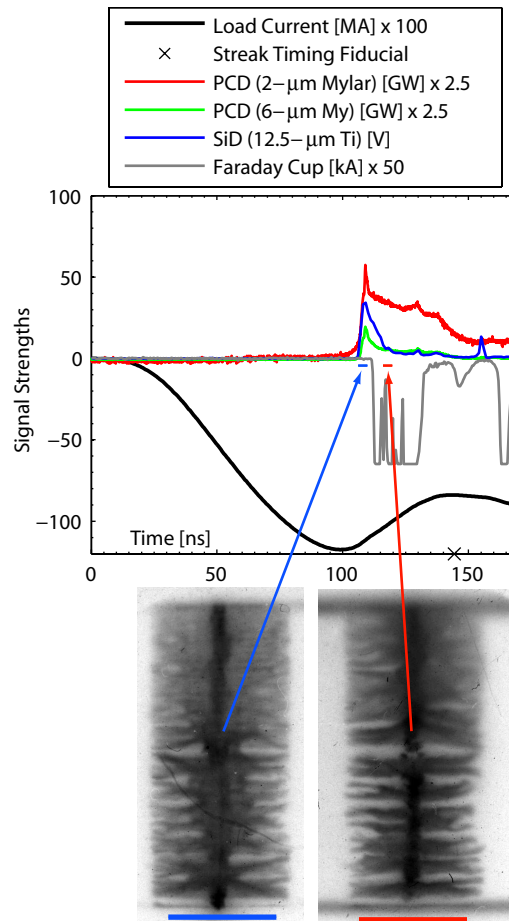 Load Current [MA] x 100
× Streak Timing Fiducial
PCD (2−μm Mylar) [GW] x 2.5
PCD (6−μm My) [GW] x 2.5
SiD (12.5−μm Ti) [V]
Faraday Cup [kA] x 50
100
50
0
−50
−100
Signal Strengths
Time [ns]
0 50 100 150